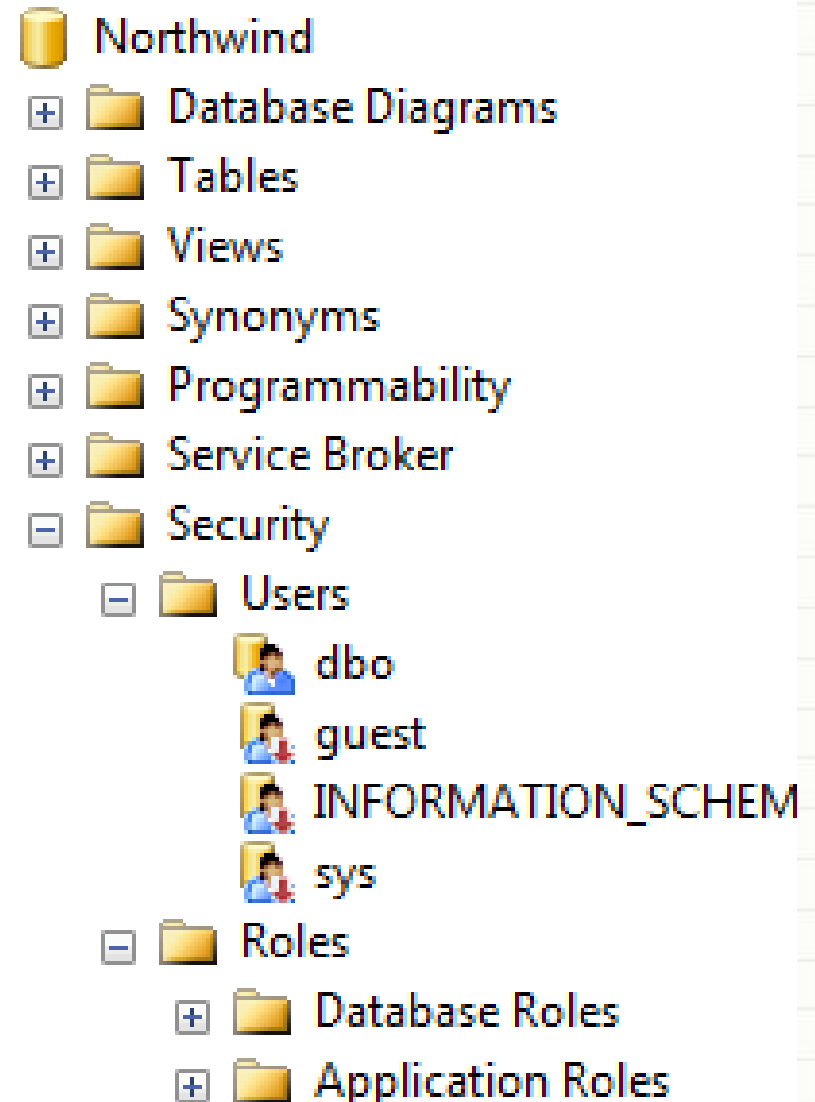 Northwind
Database Diagrams
Tables
Views
Synonyms
Programmability
Service Broker
Security
Users
dbo
guest
INFORMATION_SCHEM
sys
Roles
Database Roles
Application Roles